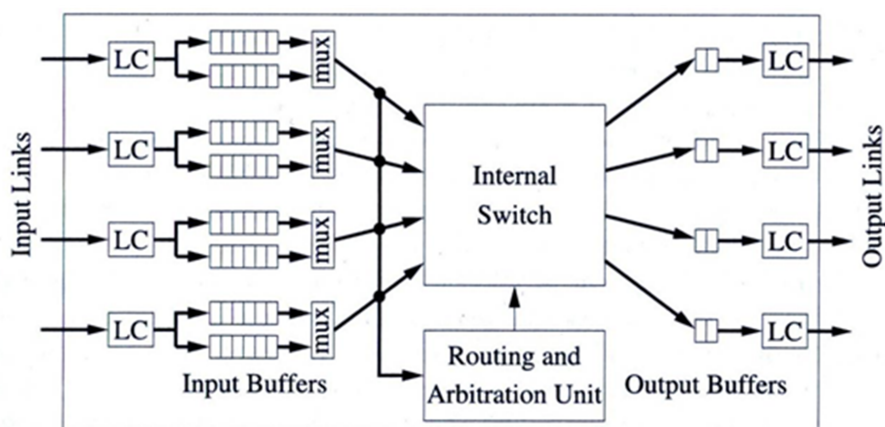 Input Links
LC
mux
LC
mux
LC
mux
LC
mux
Input Buffers
Internal
Switch
Routing and
Arbitration Unit
LC
LC
LC
LC
Output Buffers
Output Links